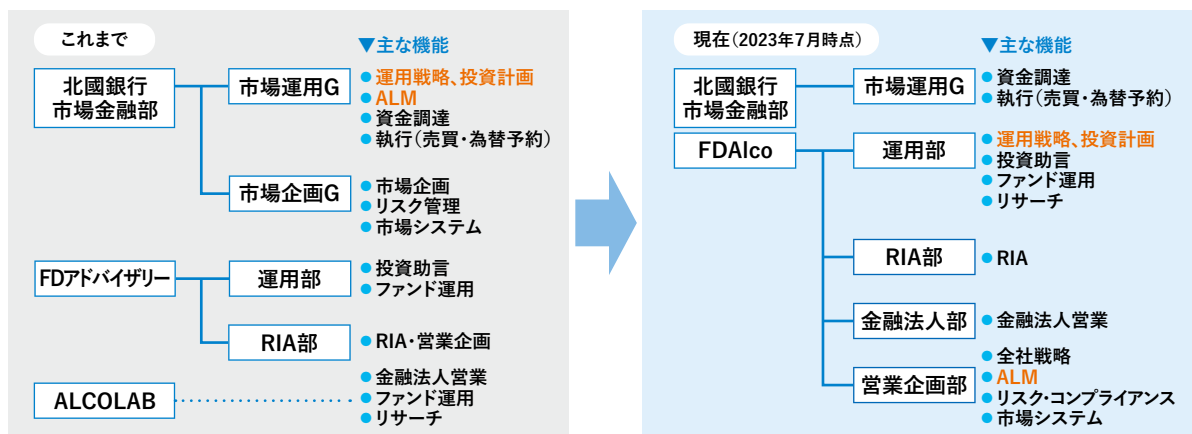 これまで
▼主な機能
北國銀行
市場金融部
市場運用G
●運用戦略、投資計画
●ALM
●資金調達
●執行（売買・為替予約）
市場企画G
●市場企画
●リスク管理
●市場システム
FDアドバイザリー
運用部
●投資助言
●ファンド運用
RIA部
●RIA・営業企画
ALCOLAB
●金融法人営業
●ファンド運用
●リサーチ
現在（2023年7月時点）
▼主な機能
北國銀行
市場金融部
市場運用G
●資金調達
●執行（売買・為替予約）
FDAlco
運用部
●運用戦略、投資計画
●投資助言
●ファンド運用
●リサーチ
RIA部
●RIA
金融法人部
●金融法人営業
営業企画部
●全社戦略
●ALM
●リスク・コンプライアンス
●市場システム